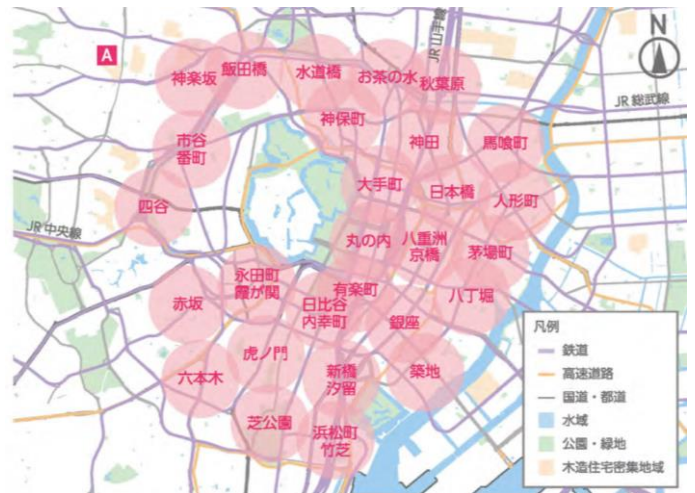 A
N
JR 山手線
神楽坂
飯田橋
水道橋
お茶の水
秋葉原
JR 総武線
神保町
神田
馬喰町
市谷
番町
大手町
日本橋
人形町
四谷
JR 中央線
丸の内
八重洲
京橋
茅場町
永田町
霞が関
有楽町
八丁堀
赤坂
日比谷
内幸町
銀座
虎ノ門
新橋
汐留
築地
六本木
芝公園
浜松町
竹芝
凡例
鉄道
高速道路
国道・都道
水域
公園・緑地
木造住宅密集地域